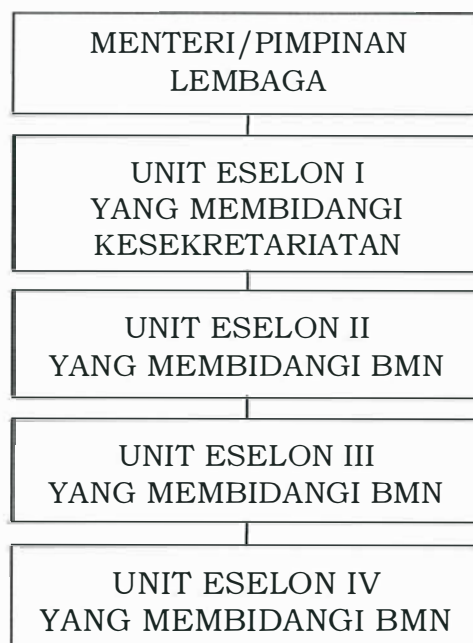 MENTERI/PIMPINAN
LEMBAGA
UNIT ESELON I
YANG MEMBIDANGI
KESEKRETARIATAN
UNIT ESELON II
YANG MEMBIDANGI BMN
UNIT ESELON III
YANG MEMBIDANGI BMN
UNIT ESELON IV
YANG MEMBIDANGI BMN